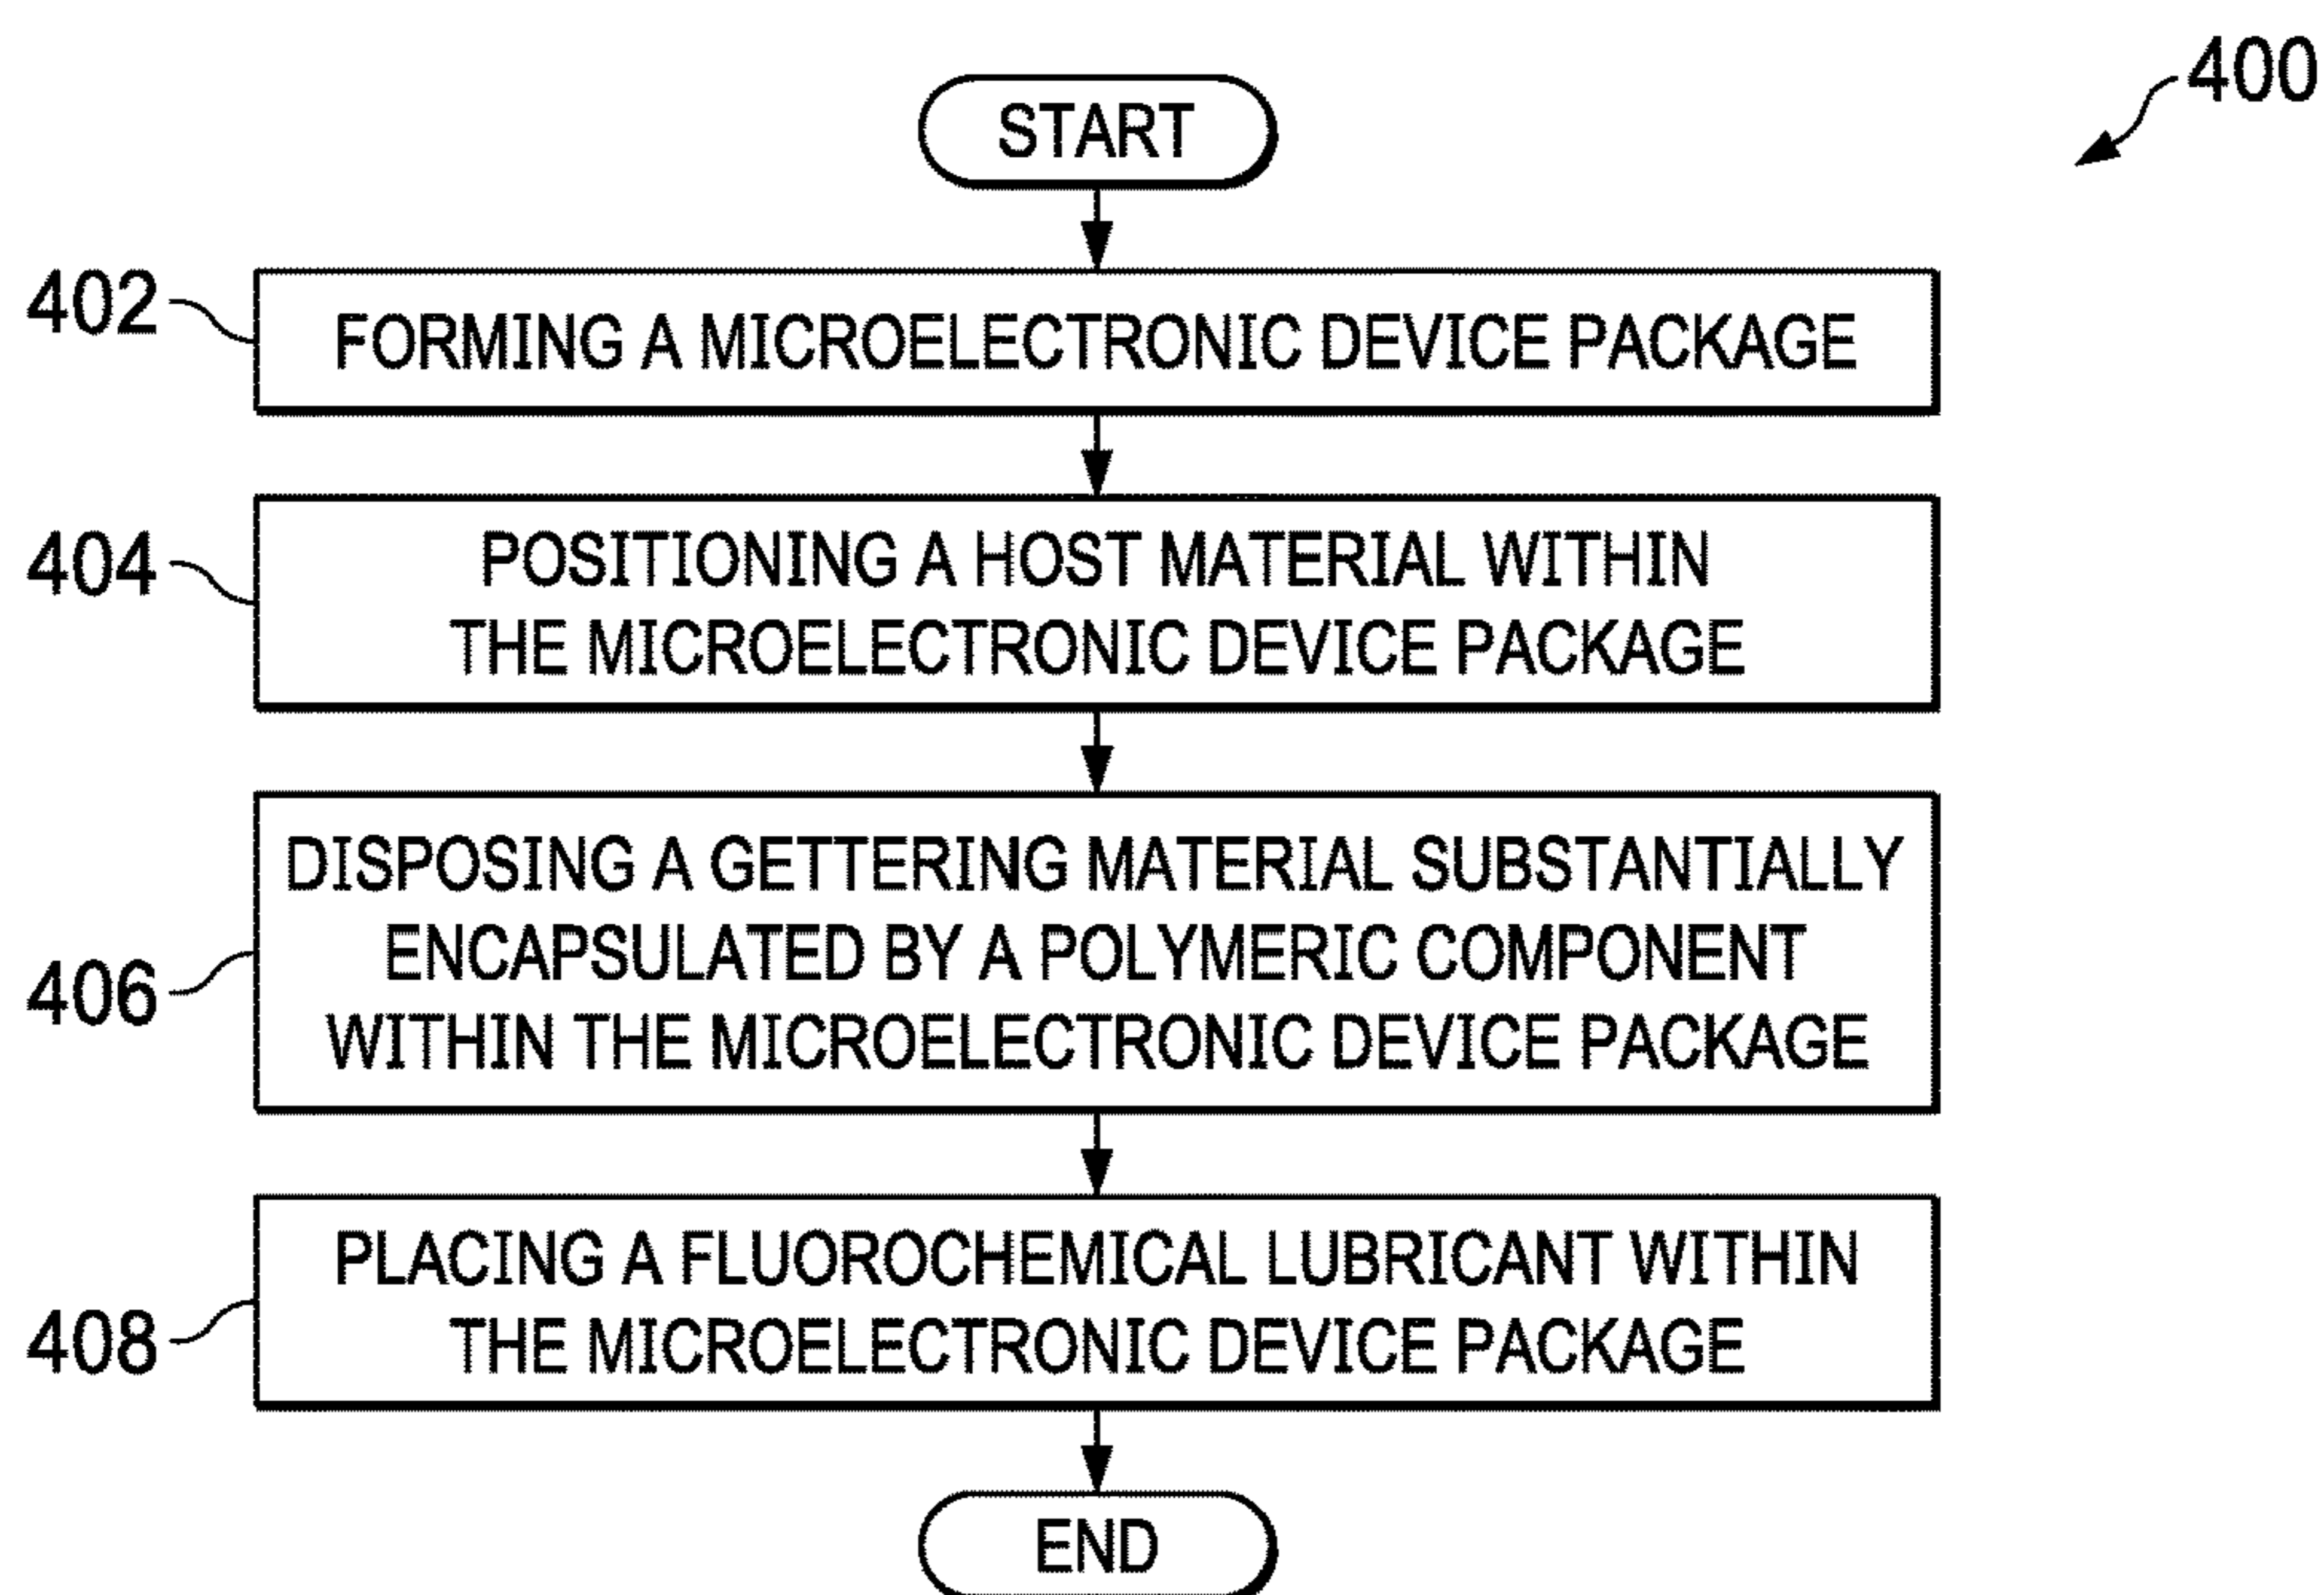 400
START
402
FORMING A MICROELECTRONIC DEVICE PACKAGE
404
POSITIONING A HOST MATERIAL WITHIN
THE MICROELECTRONIC DEVICE PACKAGE
406
DISPOSING A GETTERING MATERIAL SUBSTANTIALLY
ENCAPSULATED BY A POLYMERIC COMPONENT
WITHIN THE MICROELECTRONIC DEVICE PACKAGE
408
PLACING A FLUOROCHEMICAL LUBRICANT WITHIN
THE MICROELECTRONIC DEVICE PACKAGE
END